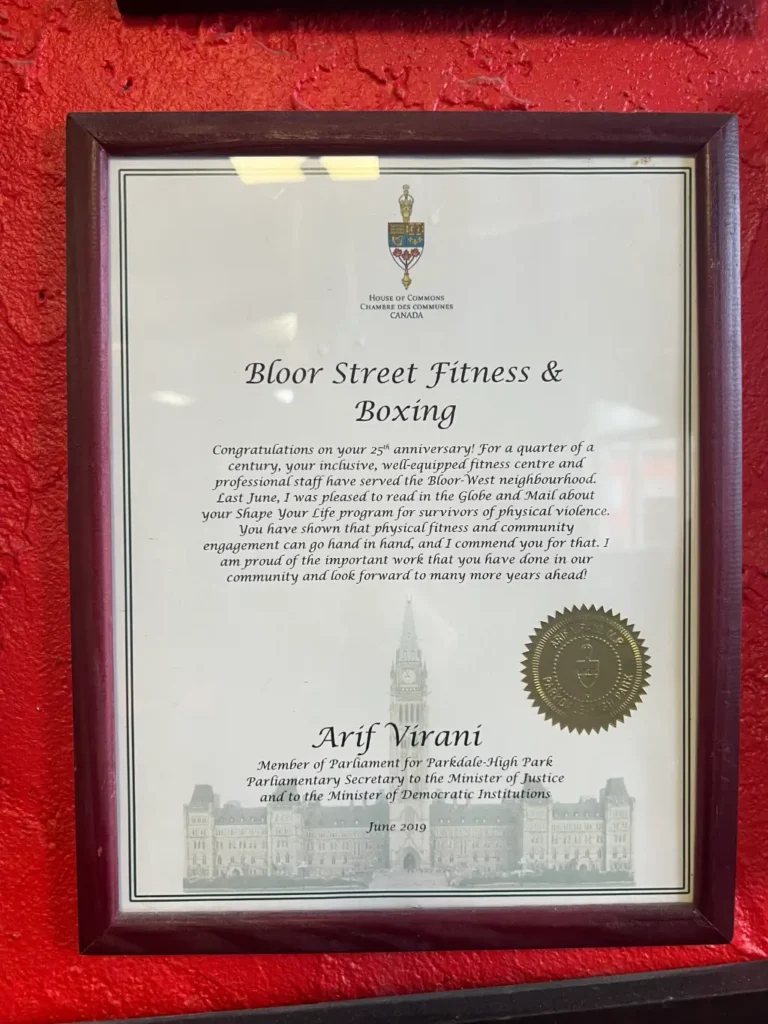 House of Commons
Chambre des communes
CANADA
Bloor Street Fitness &
Boxing
Congratulations on your 25th anniversary! For a quarter of a
century, your inclusive, well-equipped fitness centre and
professional staff have served the Bloor-West neighbourhood.
Last June, I was pleased to read in the Globe and Mail about
your Shape Your Life program for survivors of physical violence.
You have shown that physical fitness and community
engagement can go hand in hand, and I commend you for that. I
am proud of the important work that you have done in our
community and look forward to many more years ahead!
Arif Virani
Member of Parliament for Parkdale-High Park
Parliamentary Secretary to the Minister of Justice
and to the Minister of Democratic Institutions
June 2019